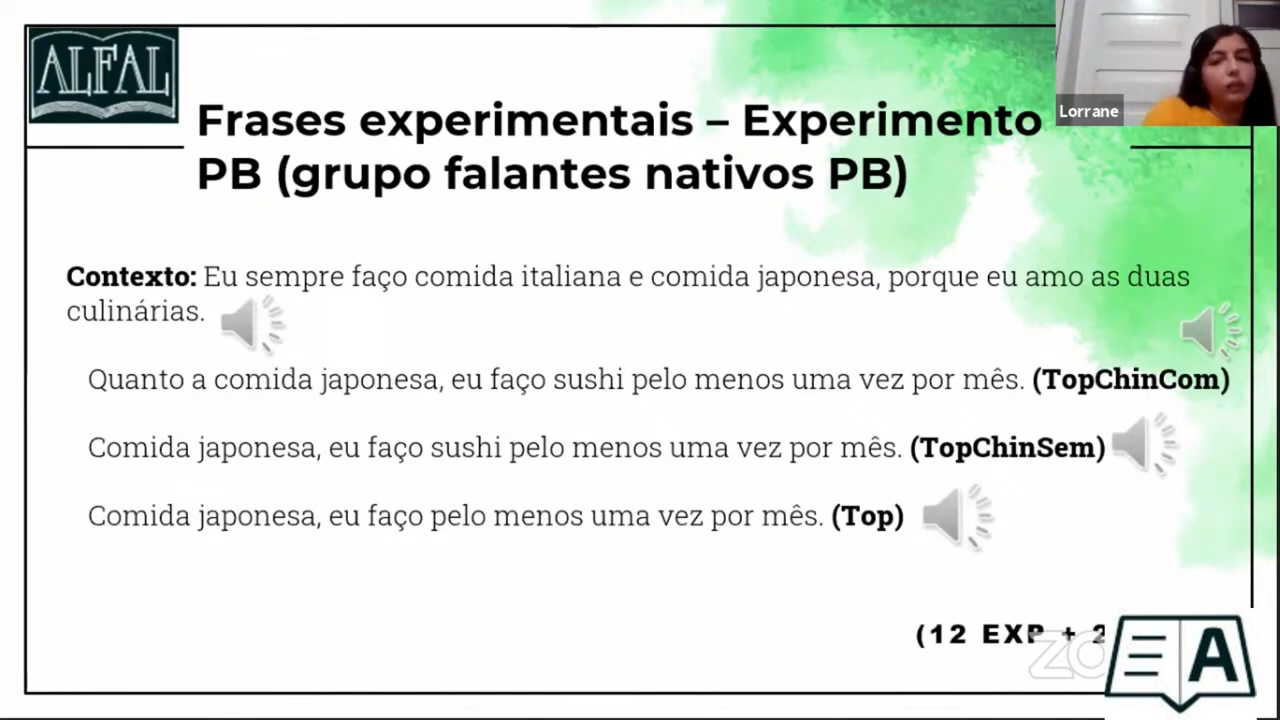 ALFAL
Lorrane
Frases experimentais – Experimento
PB (grupo falantes nativos PB)
Contexto: Eu sempre faço comida italiana e comida japonesa, porque eu amo as duas
culinárias.
Quanto a comida japonesa, eu faço sushi pelo menos uma vez por mês. (TopChinCom)
Comida japonesa, eu faço sushi pelo menos uma vez por mês. (TopChinSem)
Comida japonesa, eu faço pelo menos uma vez por mês. (Top)
(12 EXP + 2
A